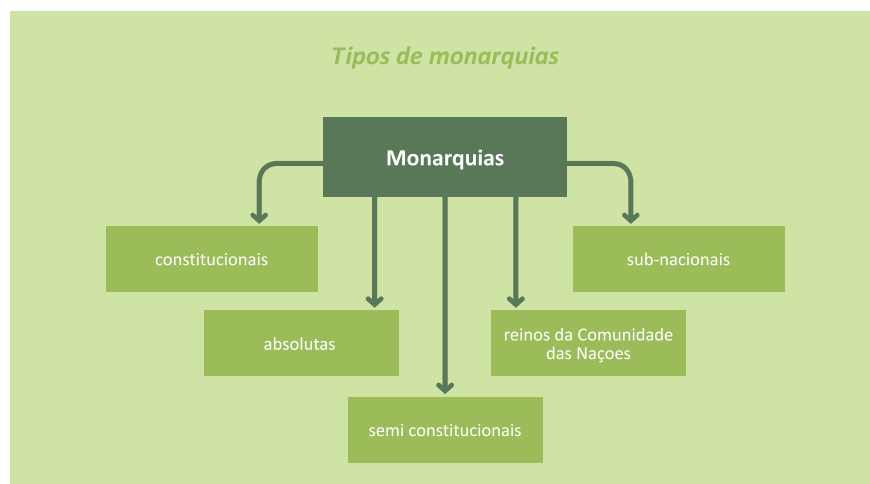 Tipos de monarquias
Monarquias
constitucionais
sub-nacionais
absolutas
reinos da Comunidade
das Naçoes
semi constitucionais